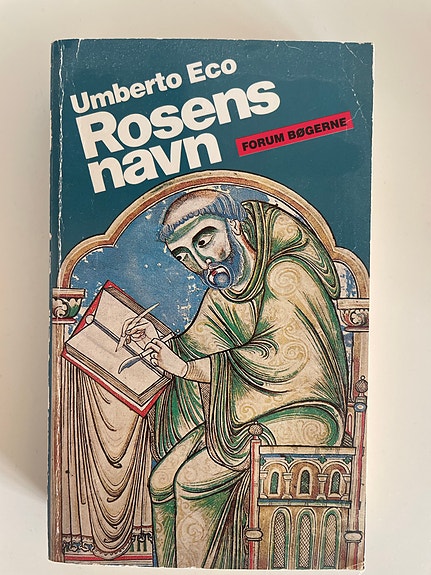 Umberto Eco
Rosens
navn
FORUM BØGERNE